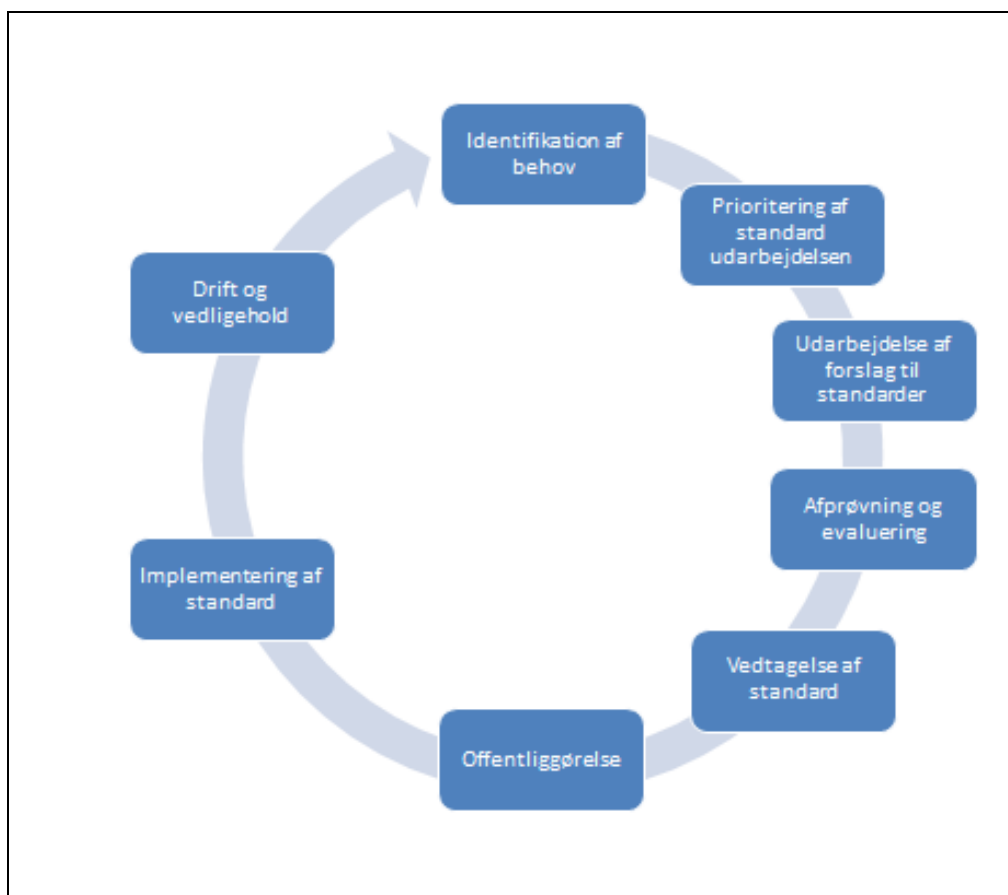 Identifikation af
behov
Prioritering af
standard
udarbejdelsen
Udarbejdelse af
forslag til
standarder
Afprøvning og
evaluering
Vedtagelse af
standard
Offentliggørelse
Implementering af
standard
Drift og
vedligehold